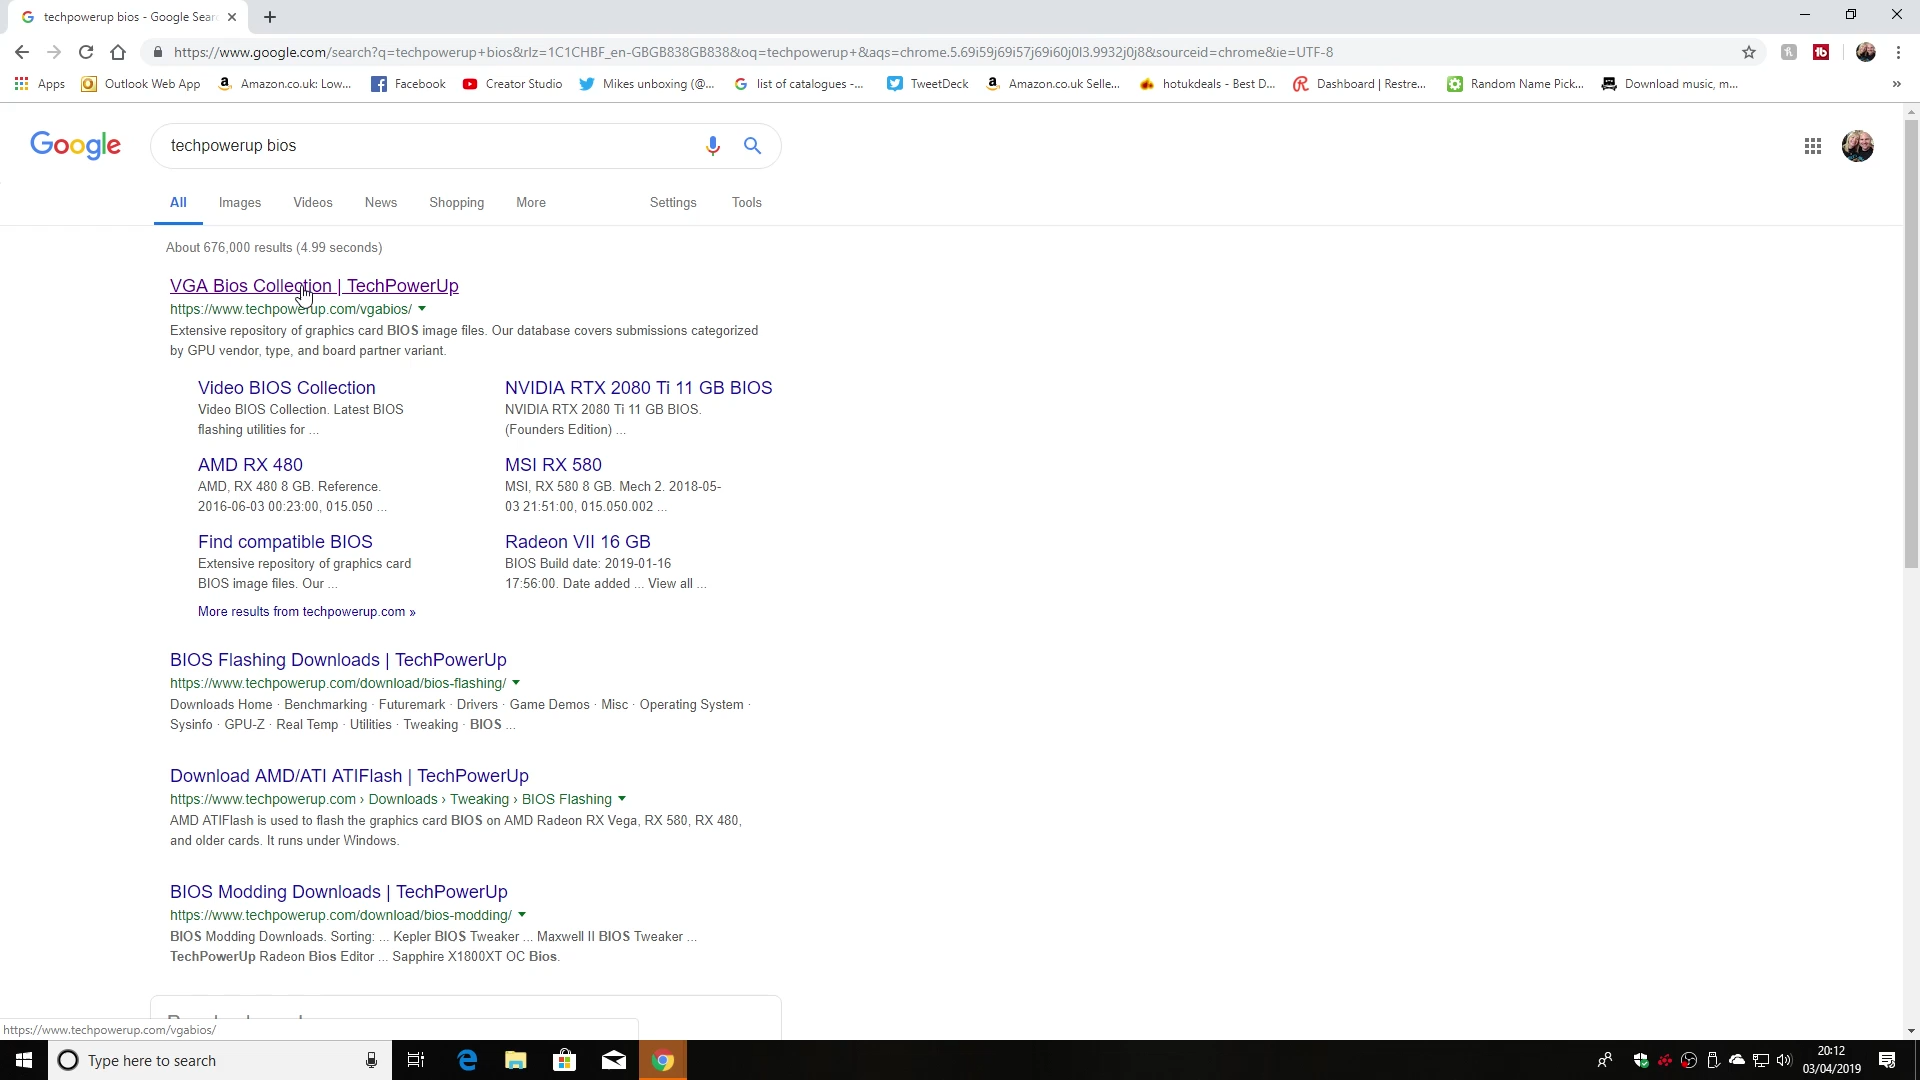 techpowerup bios - Google Sear
https://www.google.com/search?q=techpowerup+bios&rlz=1C1CHBF_en-GBGB838GB838&oq=techpowerup+&aqs=chrome.5.69i59j69i57j69i60j0l3.9932j0j8&sourceid=chrome&ie=UTF-8
Apps Outlook Web App Amazon.co.uk: Low... Facebook Creator Studio Mikes unboxing (@... list of catalogues -... TweetDeck Amazon.co.uk Selle... hotukdeals - Best D... Dashboard | Restre... Random Name Pick... Download music, m... »
Google techpowerup bios
All Images Videos News Shopping More Settings Tools
About 676,000 results (4.99 seconds)
VGA Bios Collection | TechPowerUp
https://www.techpowerup.com/vgabios/
Extensive repository of graphics card BIOS image files. Our database covers submissions categorized
by GPU vendor, type, and board partner variant.
Video BIOS Collection
Video BIOS Collection. Latest BIOS
flashing utilities for ...
NVIDIA RTX 2080 Ti 11 GB BIOS
NVIDIA RTX 2080 Ti 11 GB BIOS.
(Founders Edition) ...
AMD RX 480
AMD, RX 480 8 GB. Reference.
2016-06-03 00:23:00, 015.050 ...
MSI RX 580
MSI, RX 580 8 GB. Mech 2. 2018-05-
03 21:51:00, 015.050.002 ...
Find compatible BIOS
Extensive repository of graphics card
BIOS image files. Our ...
Radeon VII 16 GB
BIOS Build date: 2019-01-16
17:56:00. Date added ... View all ...
More results from techpowerup.com »
BIOS Flashing Downloads | TechPowerUp
https://www.techpowerup.com/download/bios-flashing/
Downloads Home · Benchmarking · Futuremark · Drivers · Game Demos · Misc · Operating System ·
Sysinfo · GPU-Z · Real Temp · Utilities · Tweaking · BIOS ...
Download AMD/ATI ATIFlash | TechPowerUp
https://www.techpowerup.com › Downloads › Tweaking › BIOS Flashing
AMD ATIFlash is used to flash the graphics card BIOS on AMD Radeon RX Vega, RX 580, RX 480,
and older cards. It runs under Windows.
BIOS Modding Downloads | TechPowerUp
https://www.techpowerup.com/download/bios-modding/
BIOS Modding Downloads. Sorting: ... Kepler BIOS Tweaker ... Maxwell II BIOS Tweaker ...
TechPowerUp Radeon Bios Editor ... Sapphire X1800XT OC Bios.
https://www.techpowerup.com/vgabios/
Type here to search
20:12
03/04/2019